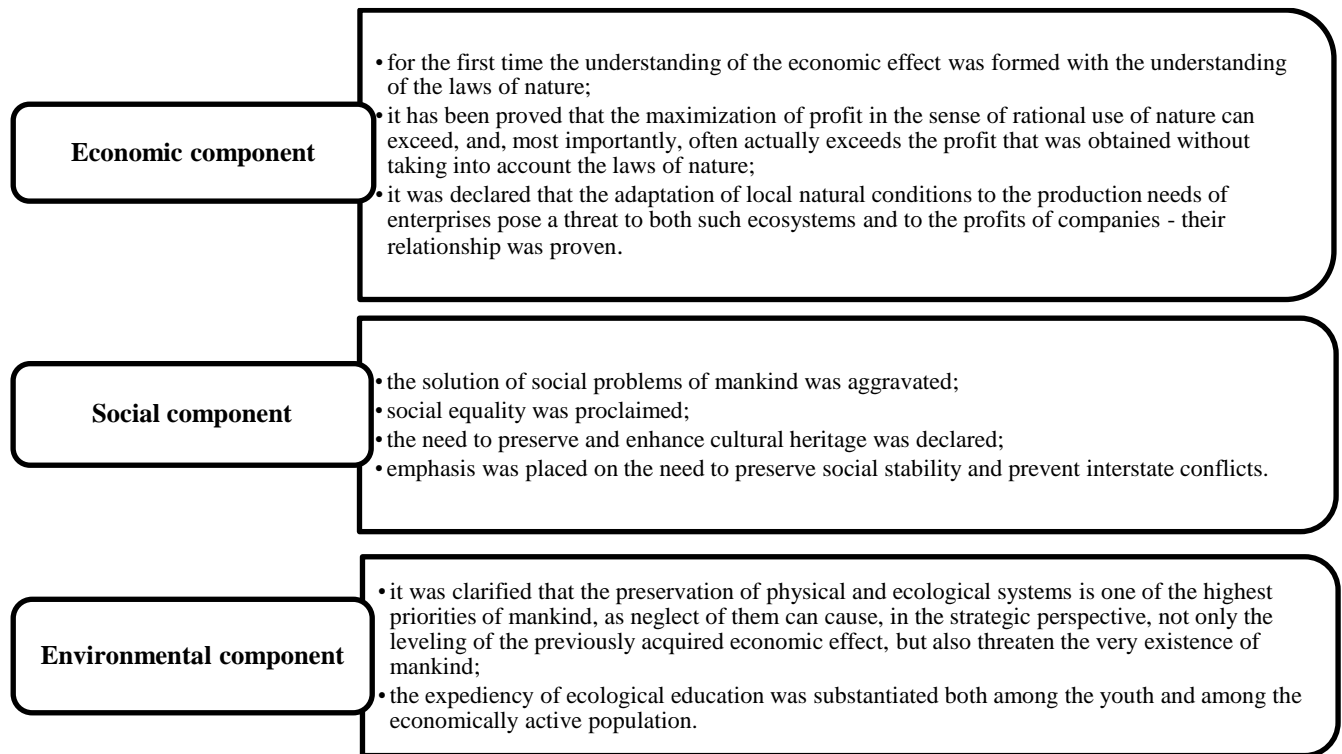 Economic component
• for the first time the understanding of the economic effect was formed with the understanding
of the laws of nature;
• it has been proved that the maximization of profit in the sense of rational use of nature can
exceed, and, most importantly, often actually exceeds the profit that was obtained without
taking into account the laws of nature;
• it was declared that the adaptation of local natural conditions to the production needs of
enterprises pose a threat to both such ecosystems and to the profits of companies - their
relationship was proven.
Social component
• the solution of social problems of mankind was aggravated;
• social equality was proclaimed;
• the need to preserve and enhance cultural heritage was declared;
• emphasis was placed on the need to preserve social stability and prevent interstate conflicts.
Environmental component
• it was clarified that the preservation of physical and ecological systems is one of the highest
priorities of mankind, as neglect of them can cause, in the strategic perspective, not only the
leveling of the previously acquired economic effect, but also threaten the very existence of
mankind;
• the expediency of ecological education was substantiated both among the youth and among the
economically active population.